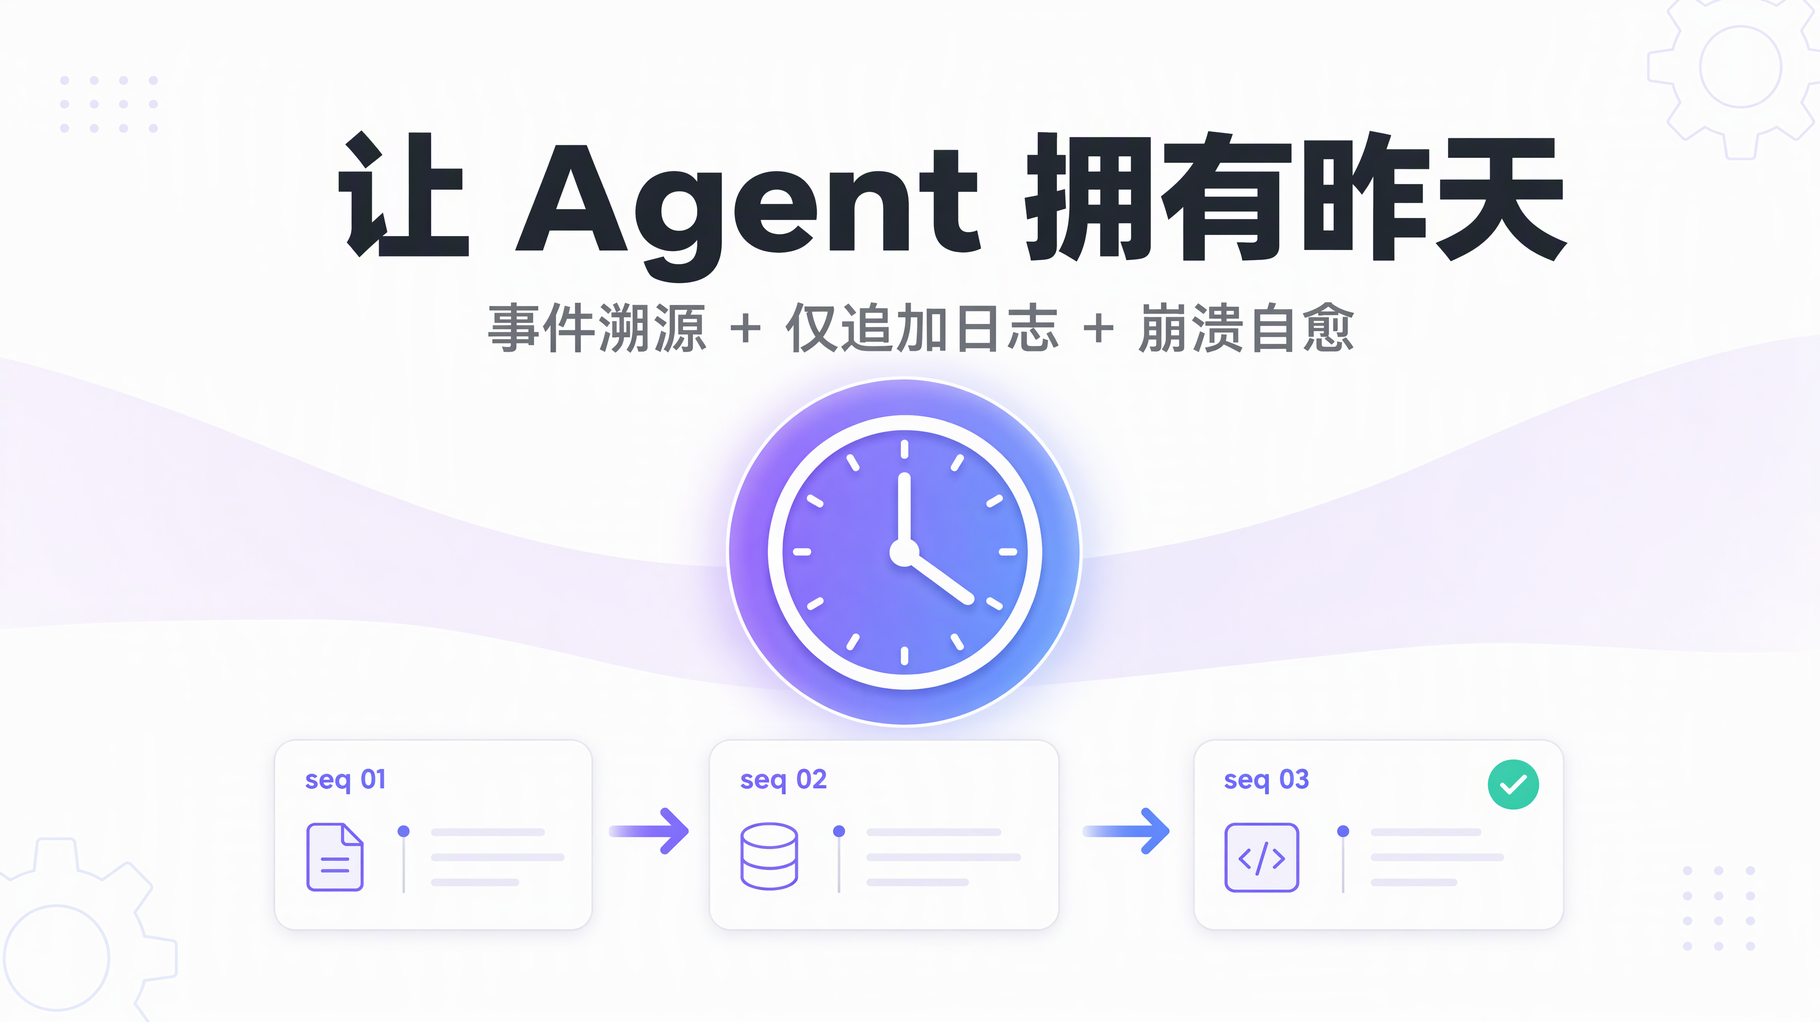 让 Agent 拥有昨天
事件溯源 + 仅追加日志 + 崩溃自愈
seq 01
seq 02
seq 03